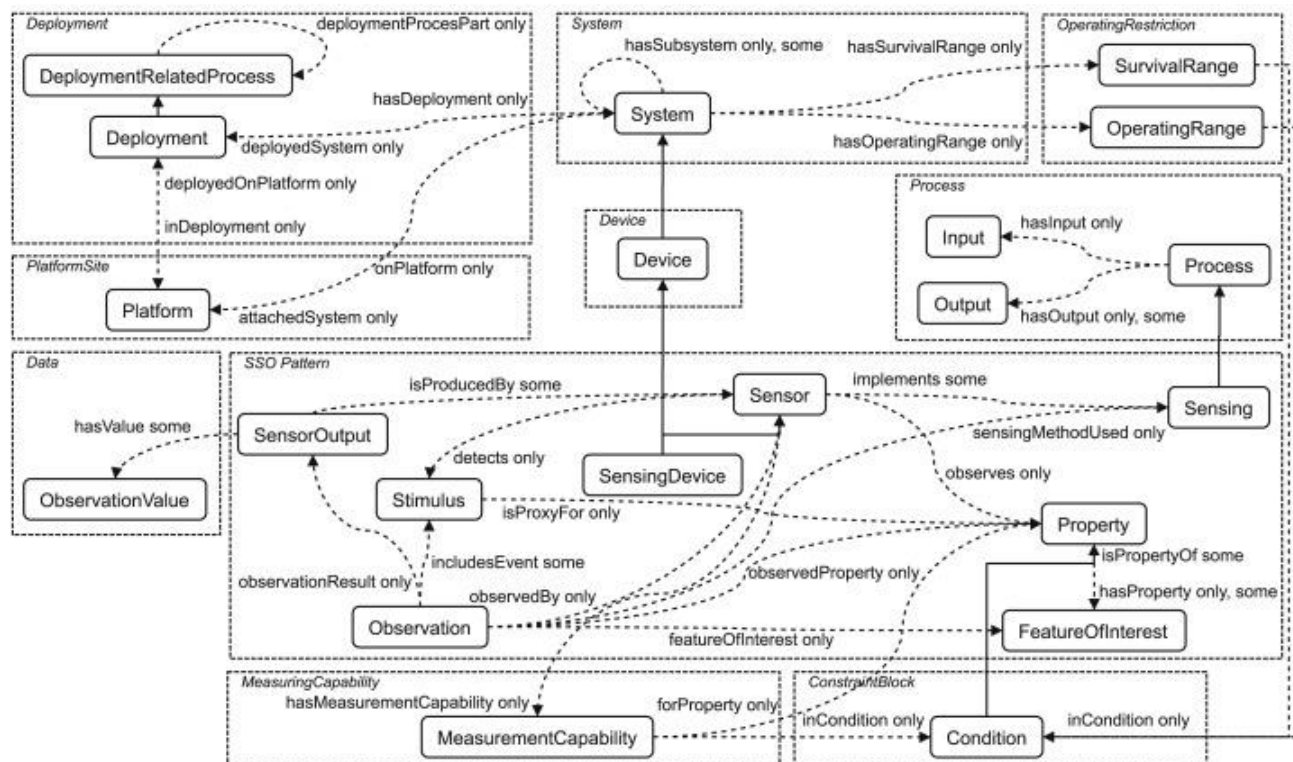 Deployment
deploymentProcesPart only
DeploymentRelatedProcess
Deployment
hasDeployment only
deployedSystem only
deployedOnPlatform only
inDeployment only
System
hasSubsystem only, some
hasSurvivalRange only
System
hasOperatingRange only
OperatingRestriction
SurvivalRange
OperatingRange
PlatformSite
Platform
onPlatform only
attachedSystem only
Device
Device
Process
Input
hasInput only
Process
Output
hasOutput only, some
Data
hasValue some
ObservationValue
SSO Pattern
isProducedBy some
Sensor
implements some
SensorOutput
Sensing
sensingMethodUsed only
detects only
SensingDevice
observes only
Stimulus
isProxyFor only
Property
isPropertyOf some
observationResult only
includesEvent some
observedProperty only
observedBy only
hasProperty only, some
Observation
featureOfInterest only
FeatureOfInterest
MeasuringCapability
hasMeasurementCapability only
forProperty only
MeasurementCapability
ConstraintBlock
inCondition only
Condition
inCondition only